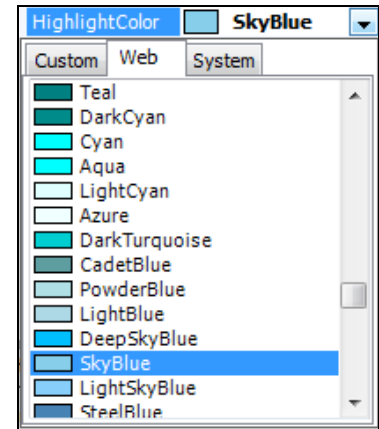 HighlightColor SkyBlue
Custom Web System
Teal
DarkCyan
Cyan
Aqua
LightCyan
Azure
DarkTurquoise
CadetBlue
PowderBlue
LightBlue
DeepSkyBlue
SkyBlue
LightSkyBlue
SteelBlue